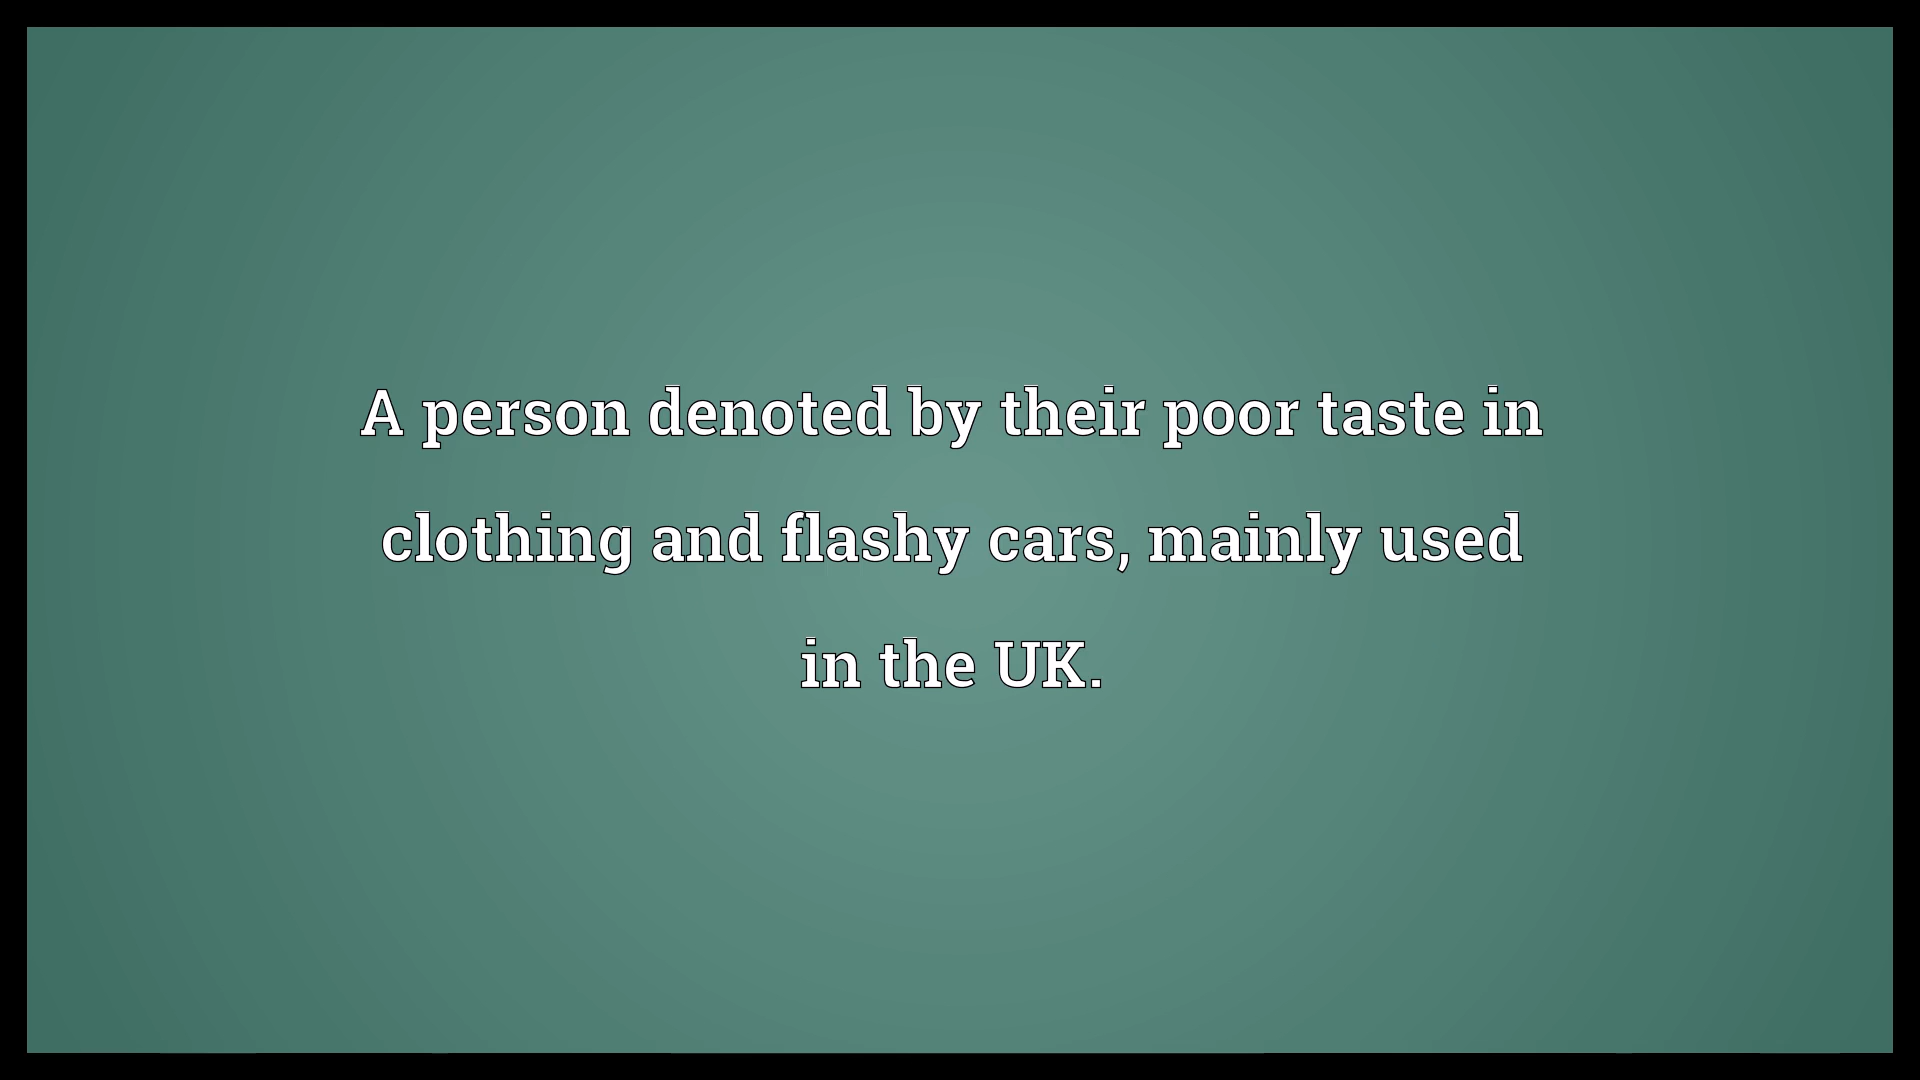 A person denoted by their poor taste in
clothing and flashy cars, mainly used
in the UK.